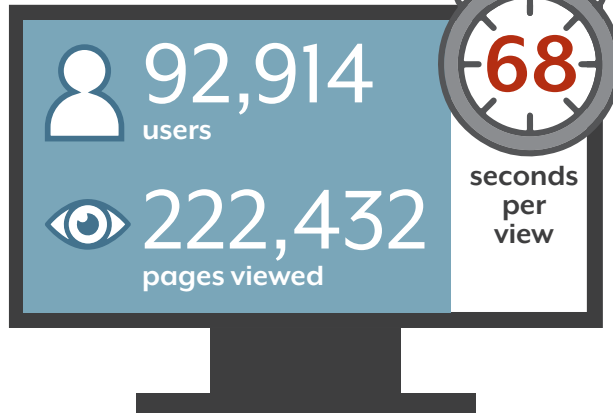 92,914
users
222,432
pages viewed
68
seconds
per
view